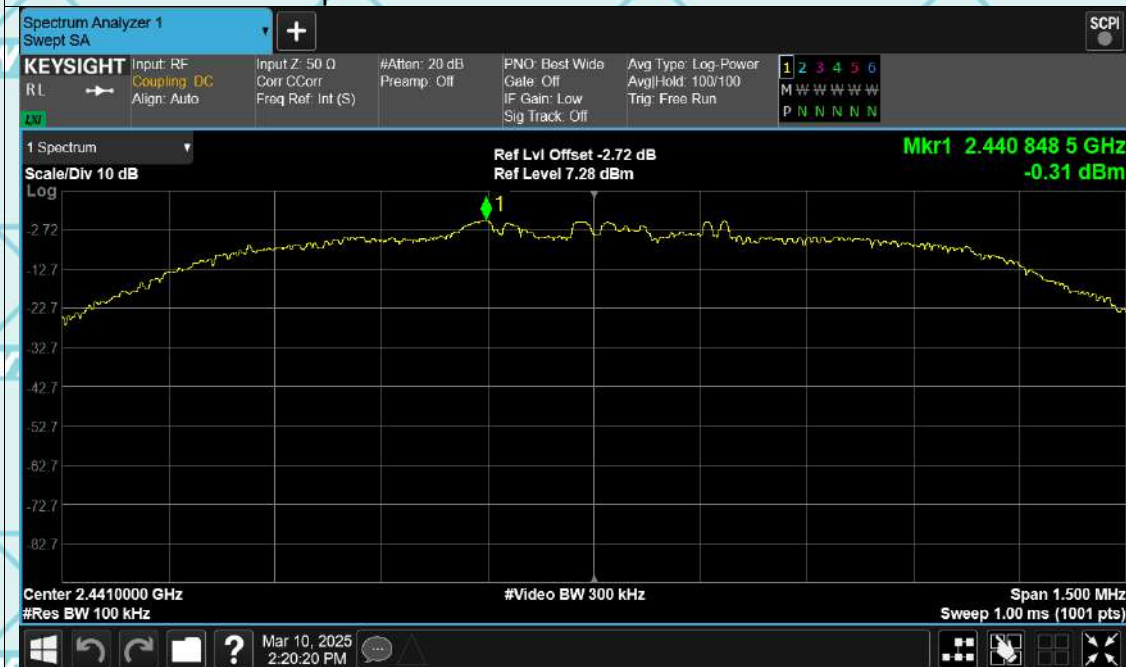 Spectrum Analyzer 1
Swept SA
+
SCPI
KEYSIGHT
RL
LXI
Input: RF
Coupling: DC
Align: Auto
Input Z: 50 Ω
Corr CCorr
Freq Ref: Int (S)
#Atten: 20 dB
Preamp: Off
PNO: Best Wide
Gate: Off
IF Gain: Low
Sig Track: Off
Avg Type: Log-Power
Avg|Hold: 100/100
Trig: Free Run
1 2 3 4 5 6
M W W W W W
P N N N N N
1 Spectrum
Scale/Div 10 dB
Log
Ref Lvl Offset -2.72 dB
Ref Level 7.28 dBm
Mkr1 2.440 848 5 GHz
-0.31 dBm
1
-2.72
-12.7
-22.7
-32.7
-42.7
-52.7
-62.7
-72.7
-82.7
Center 2.4410000 GHz
#Res BW 100 kHz
#Video BW 300 kHz
Span 1.500 MHz
Sweep 1.00 ms (1001 pts)
?
Mar 10, 2025
2:20:20 PM